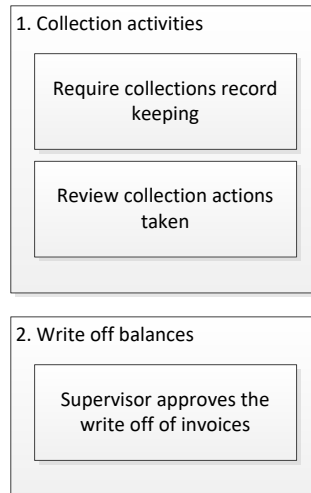 1. Collection activities
Require collections record
keeping
Review collection actions
taken
2. Write off balances
Supervisor approves the
write off of invoices